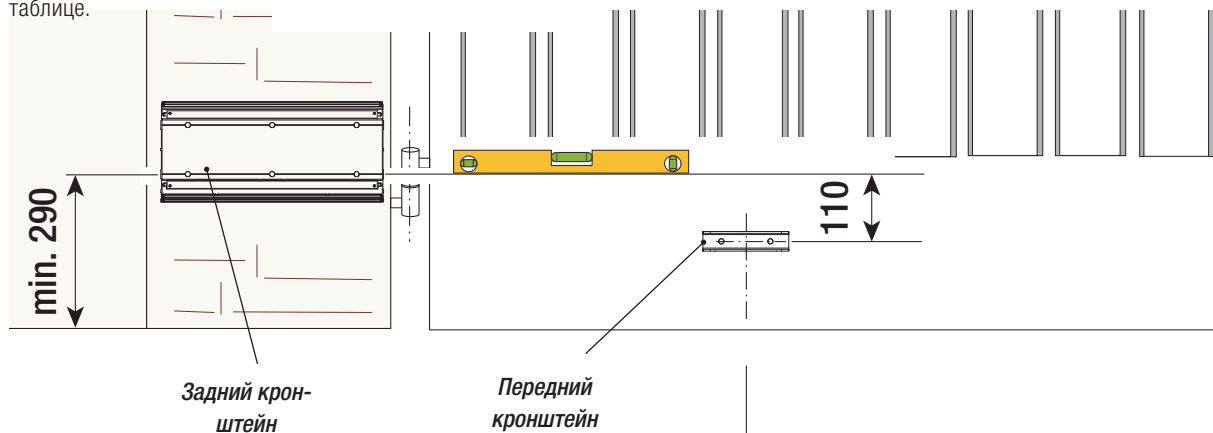 таблице.
min. 290
110
Задний крон-
штейн
Передний
кронштейн